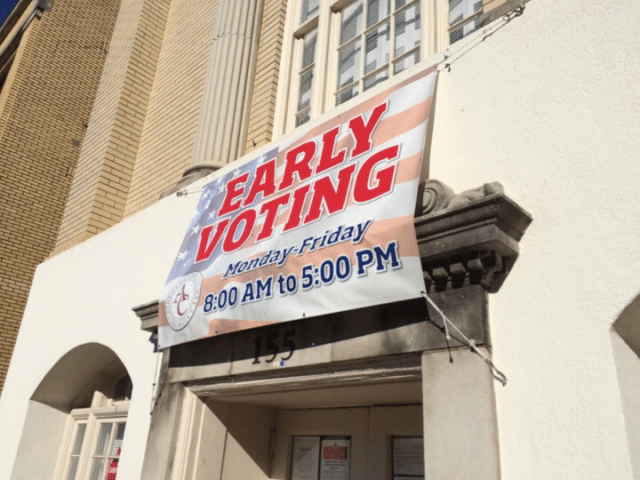 EARLY
VOTING
Monday-Friday
8:00 AM to 5:00 PM
155